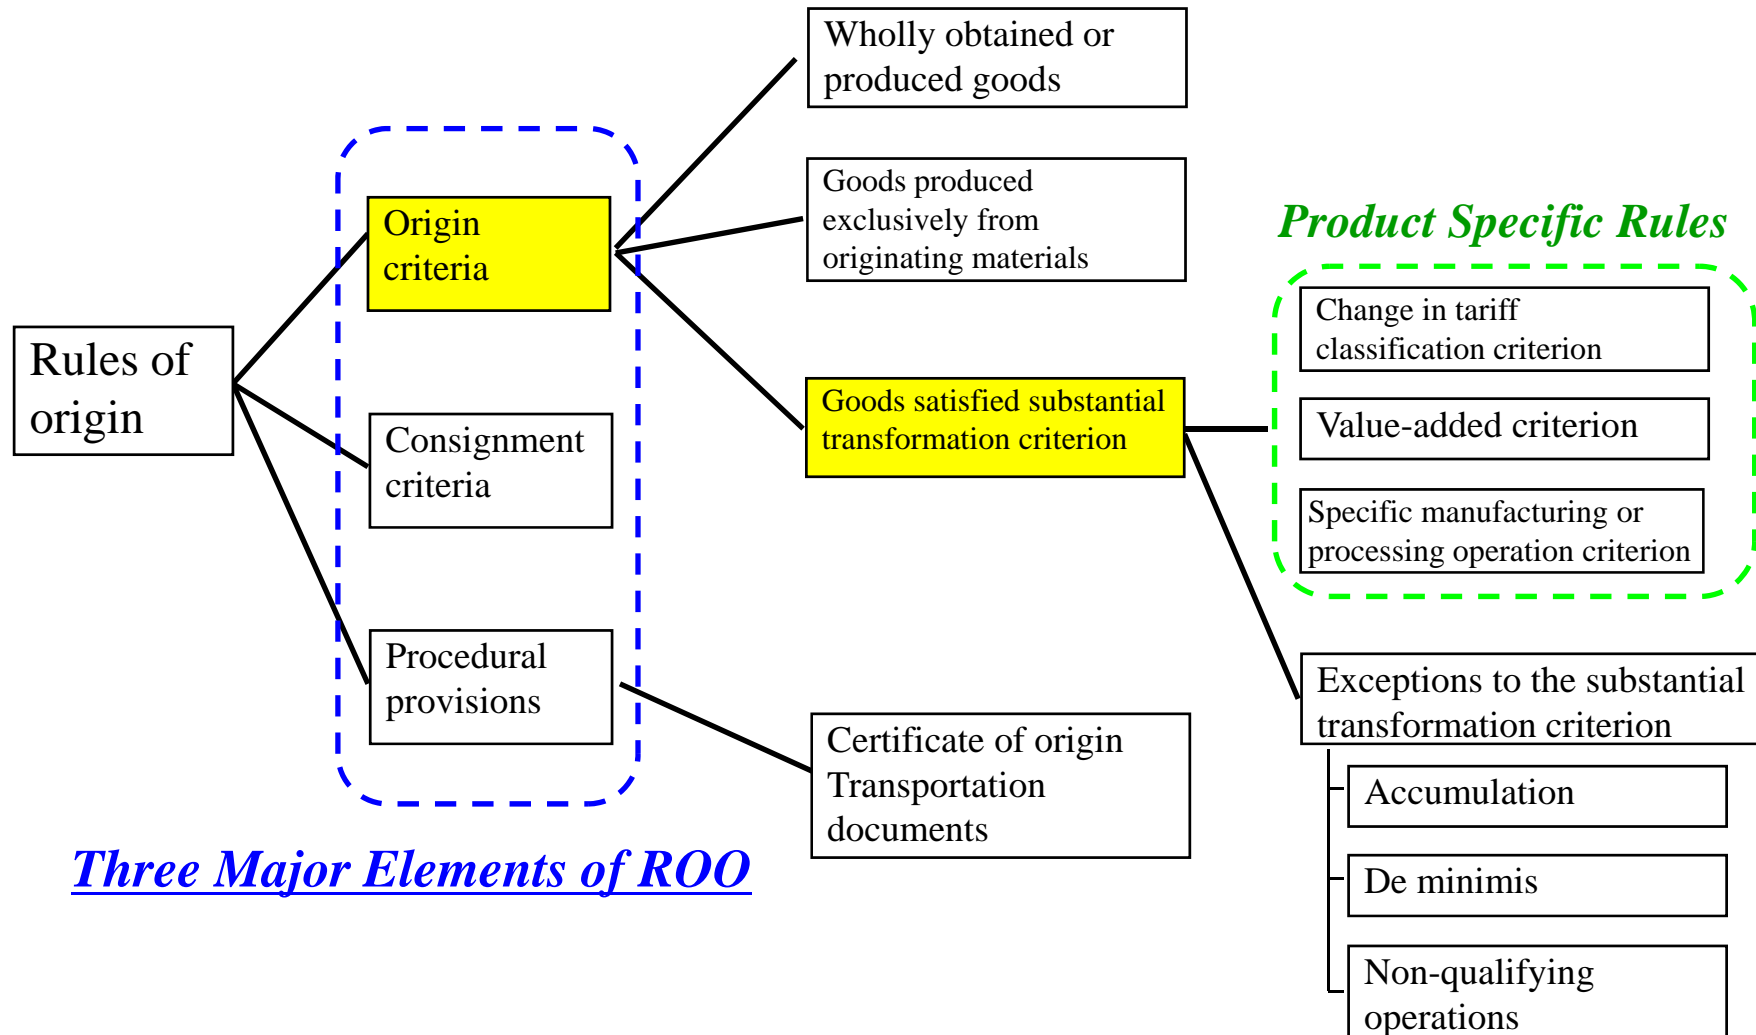 Rules of
origin
Origin
criteria
Consignment
criteria
Procedural
provisions
Three Major Elements of ROO
Wholly obtained or
produced goods
Goods produced
exclusively from
originating materials
Goods satisfied substantial
transformation criterion
Certificate of origin
Transportation
documents
Product Specific Rules
Change in tariff
classification criterion
Value-added criterion
Specific manufacturing or
processing operation criterion
Exceptions to the substantial
transformation criterion
Accumulation
De minimis
Non-qualifying
operations